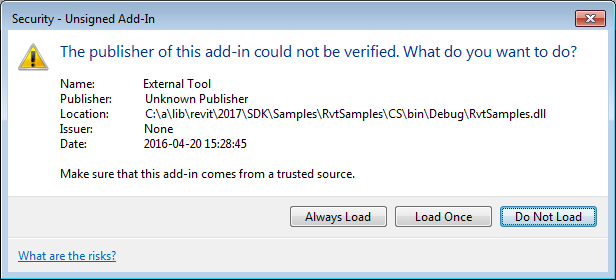 Security - Unsigned Add-In
The publisher of this add-in could not be verified. What do you want to do?
Name: External Tool
Publisher: Unknown Publisher
Location: C:\a\lib\revit\2017\SDK\Samples\RvtSamples\CS\bin\Debug\RvtSamples.dll
Issuer: None
Date: 2016-04-20 15:28:45
Make sure that this add-in comes from a trusted source.
Always Load Load Once Do Not Load
What are the risks?